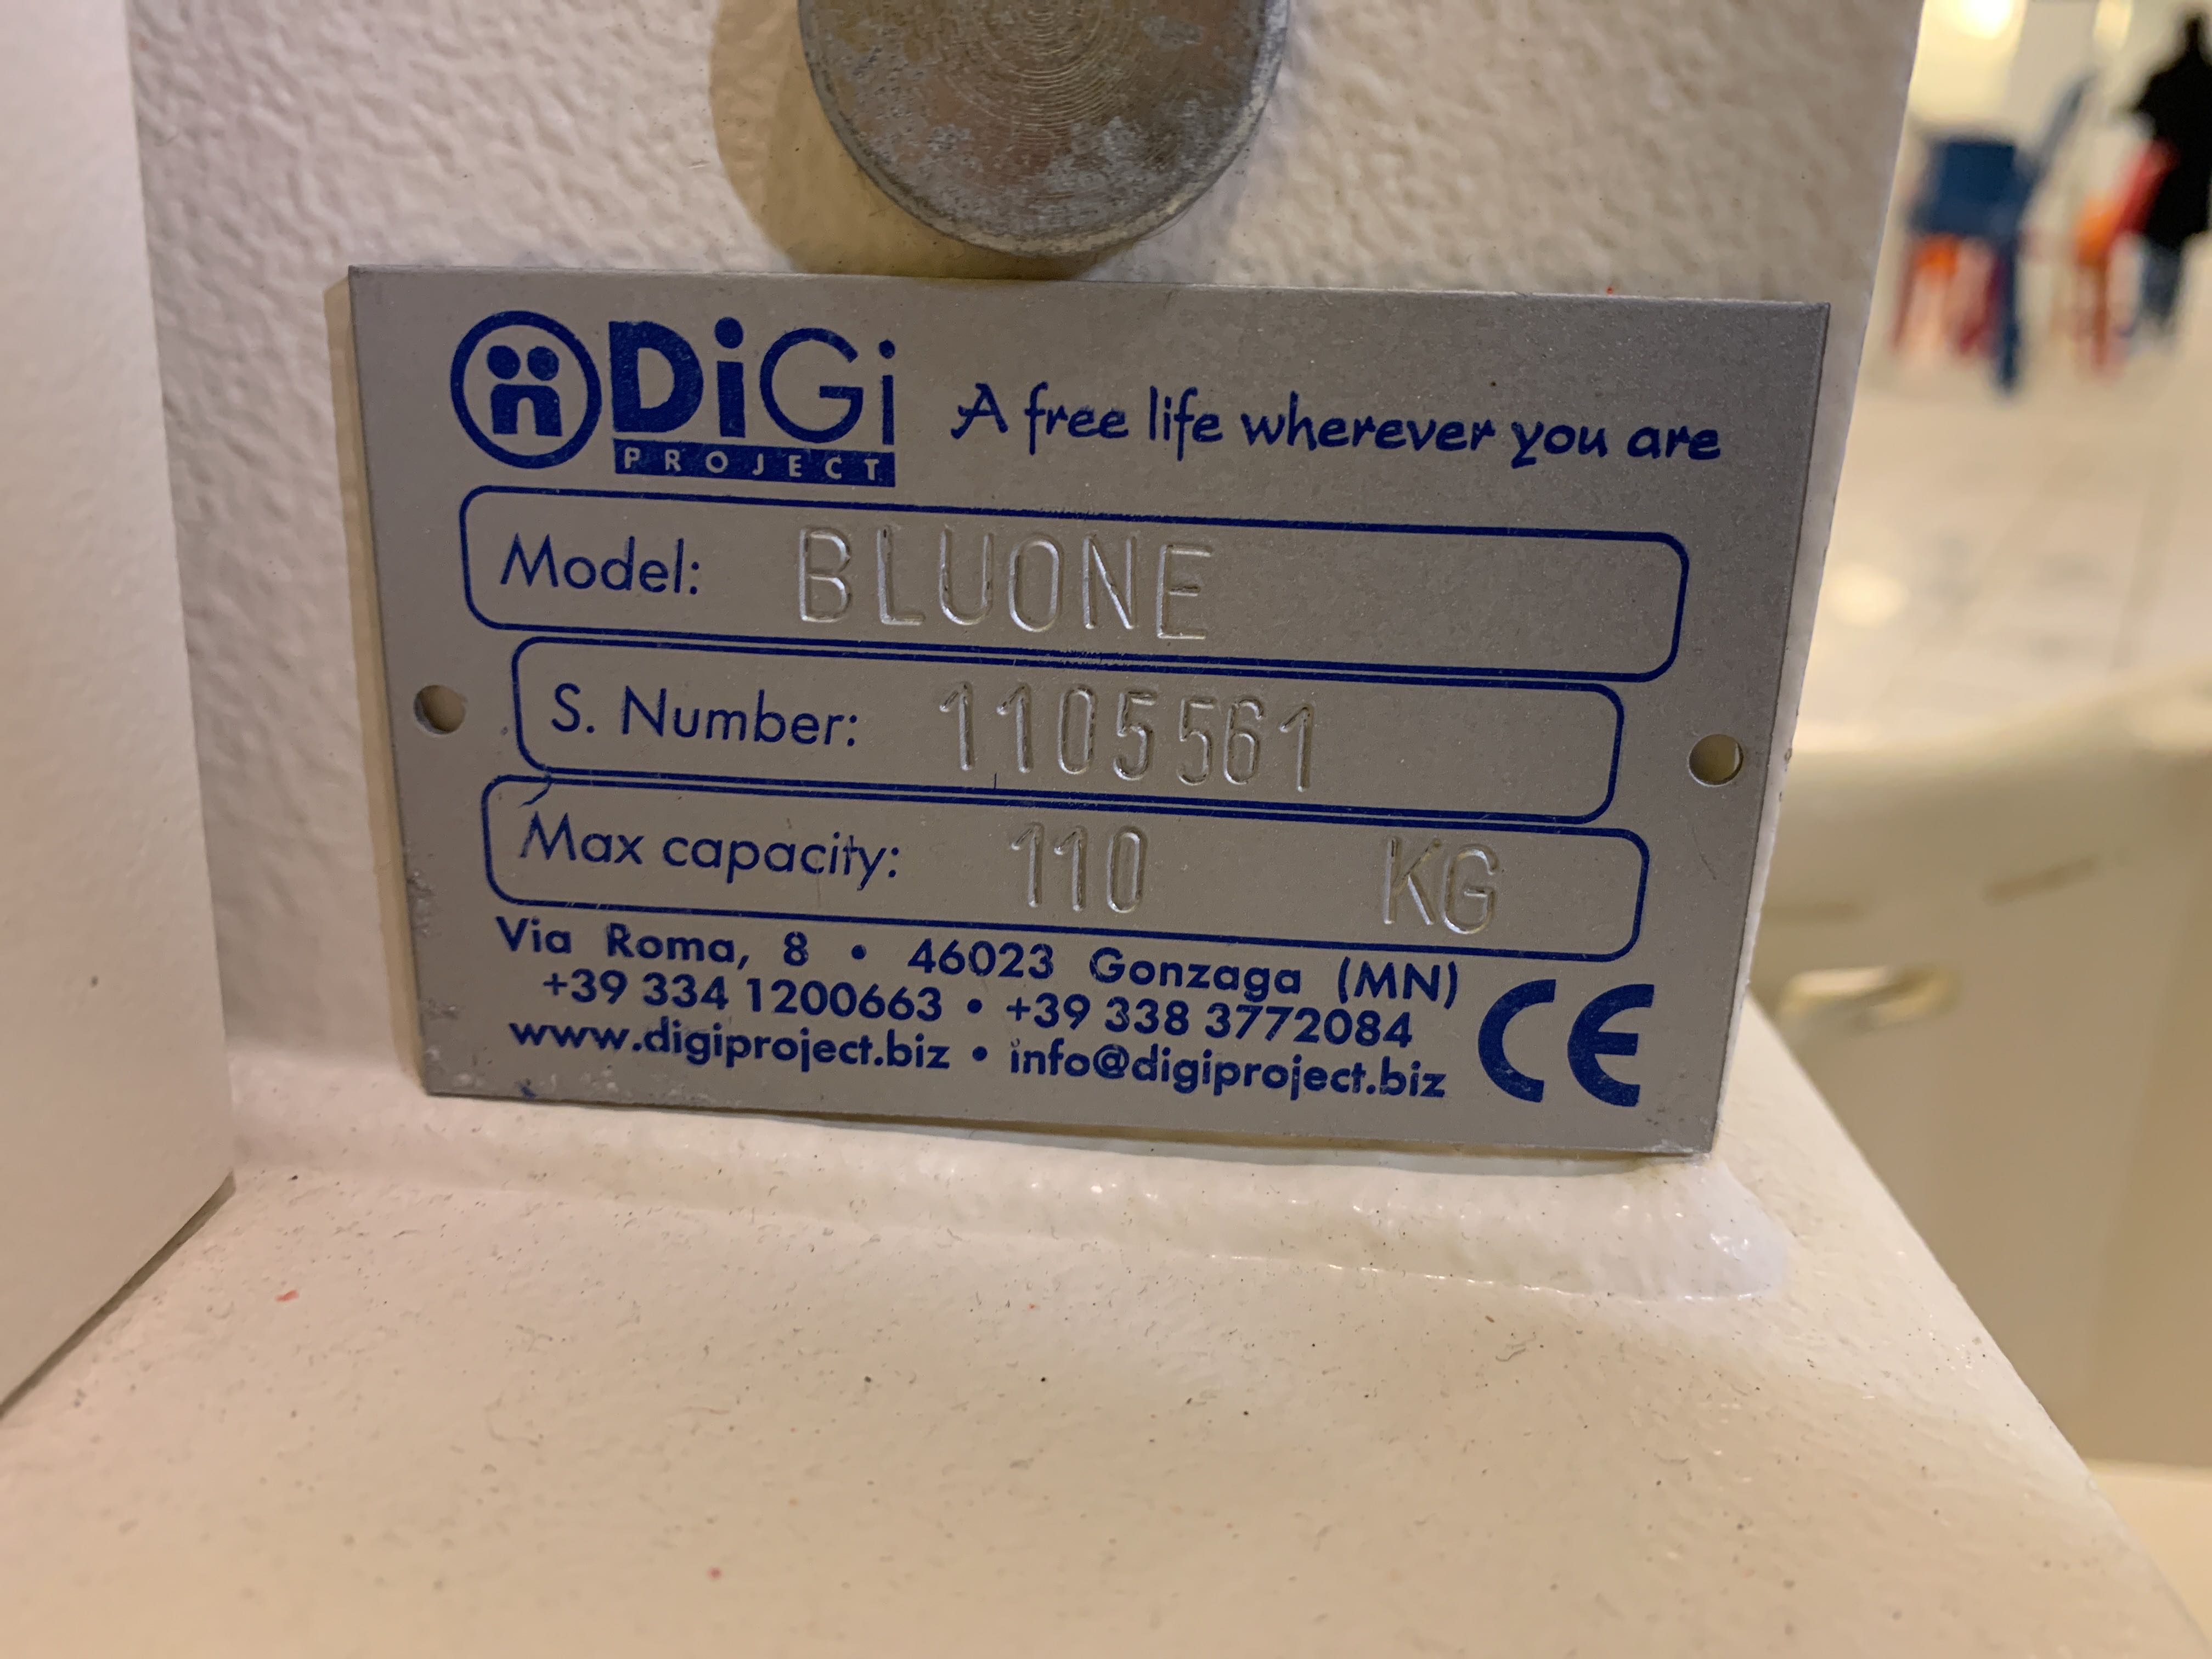 DiGi
PROJECT
A free life wherever you are
Model: BLUONE
S. Number: 1105561
Max capacity: 110 KG
Via Roma, 8 • 46023 Gonzaga (MN)
+39 334 1200663 • +39 338 3772084
www.digiproject.biz • info@digiproject.biz
CE